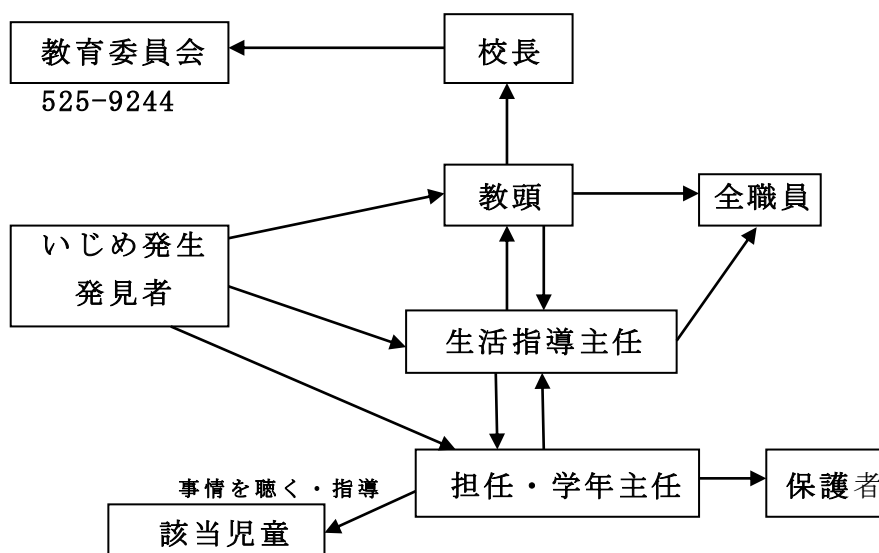 教育委員会
校長
525-9244
教頭
全職員
いじめ発生
発見者
生活指導主任
事情を聴く・指導
担任・学年主任
保護者
該当児童